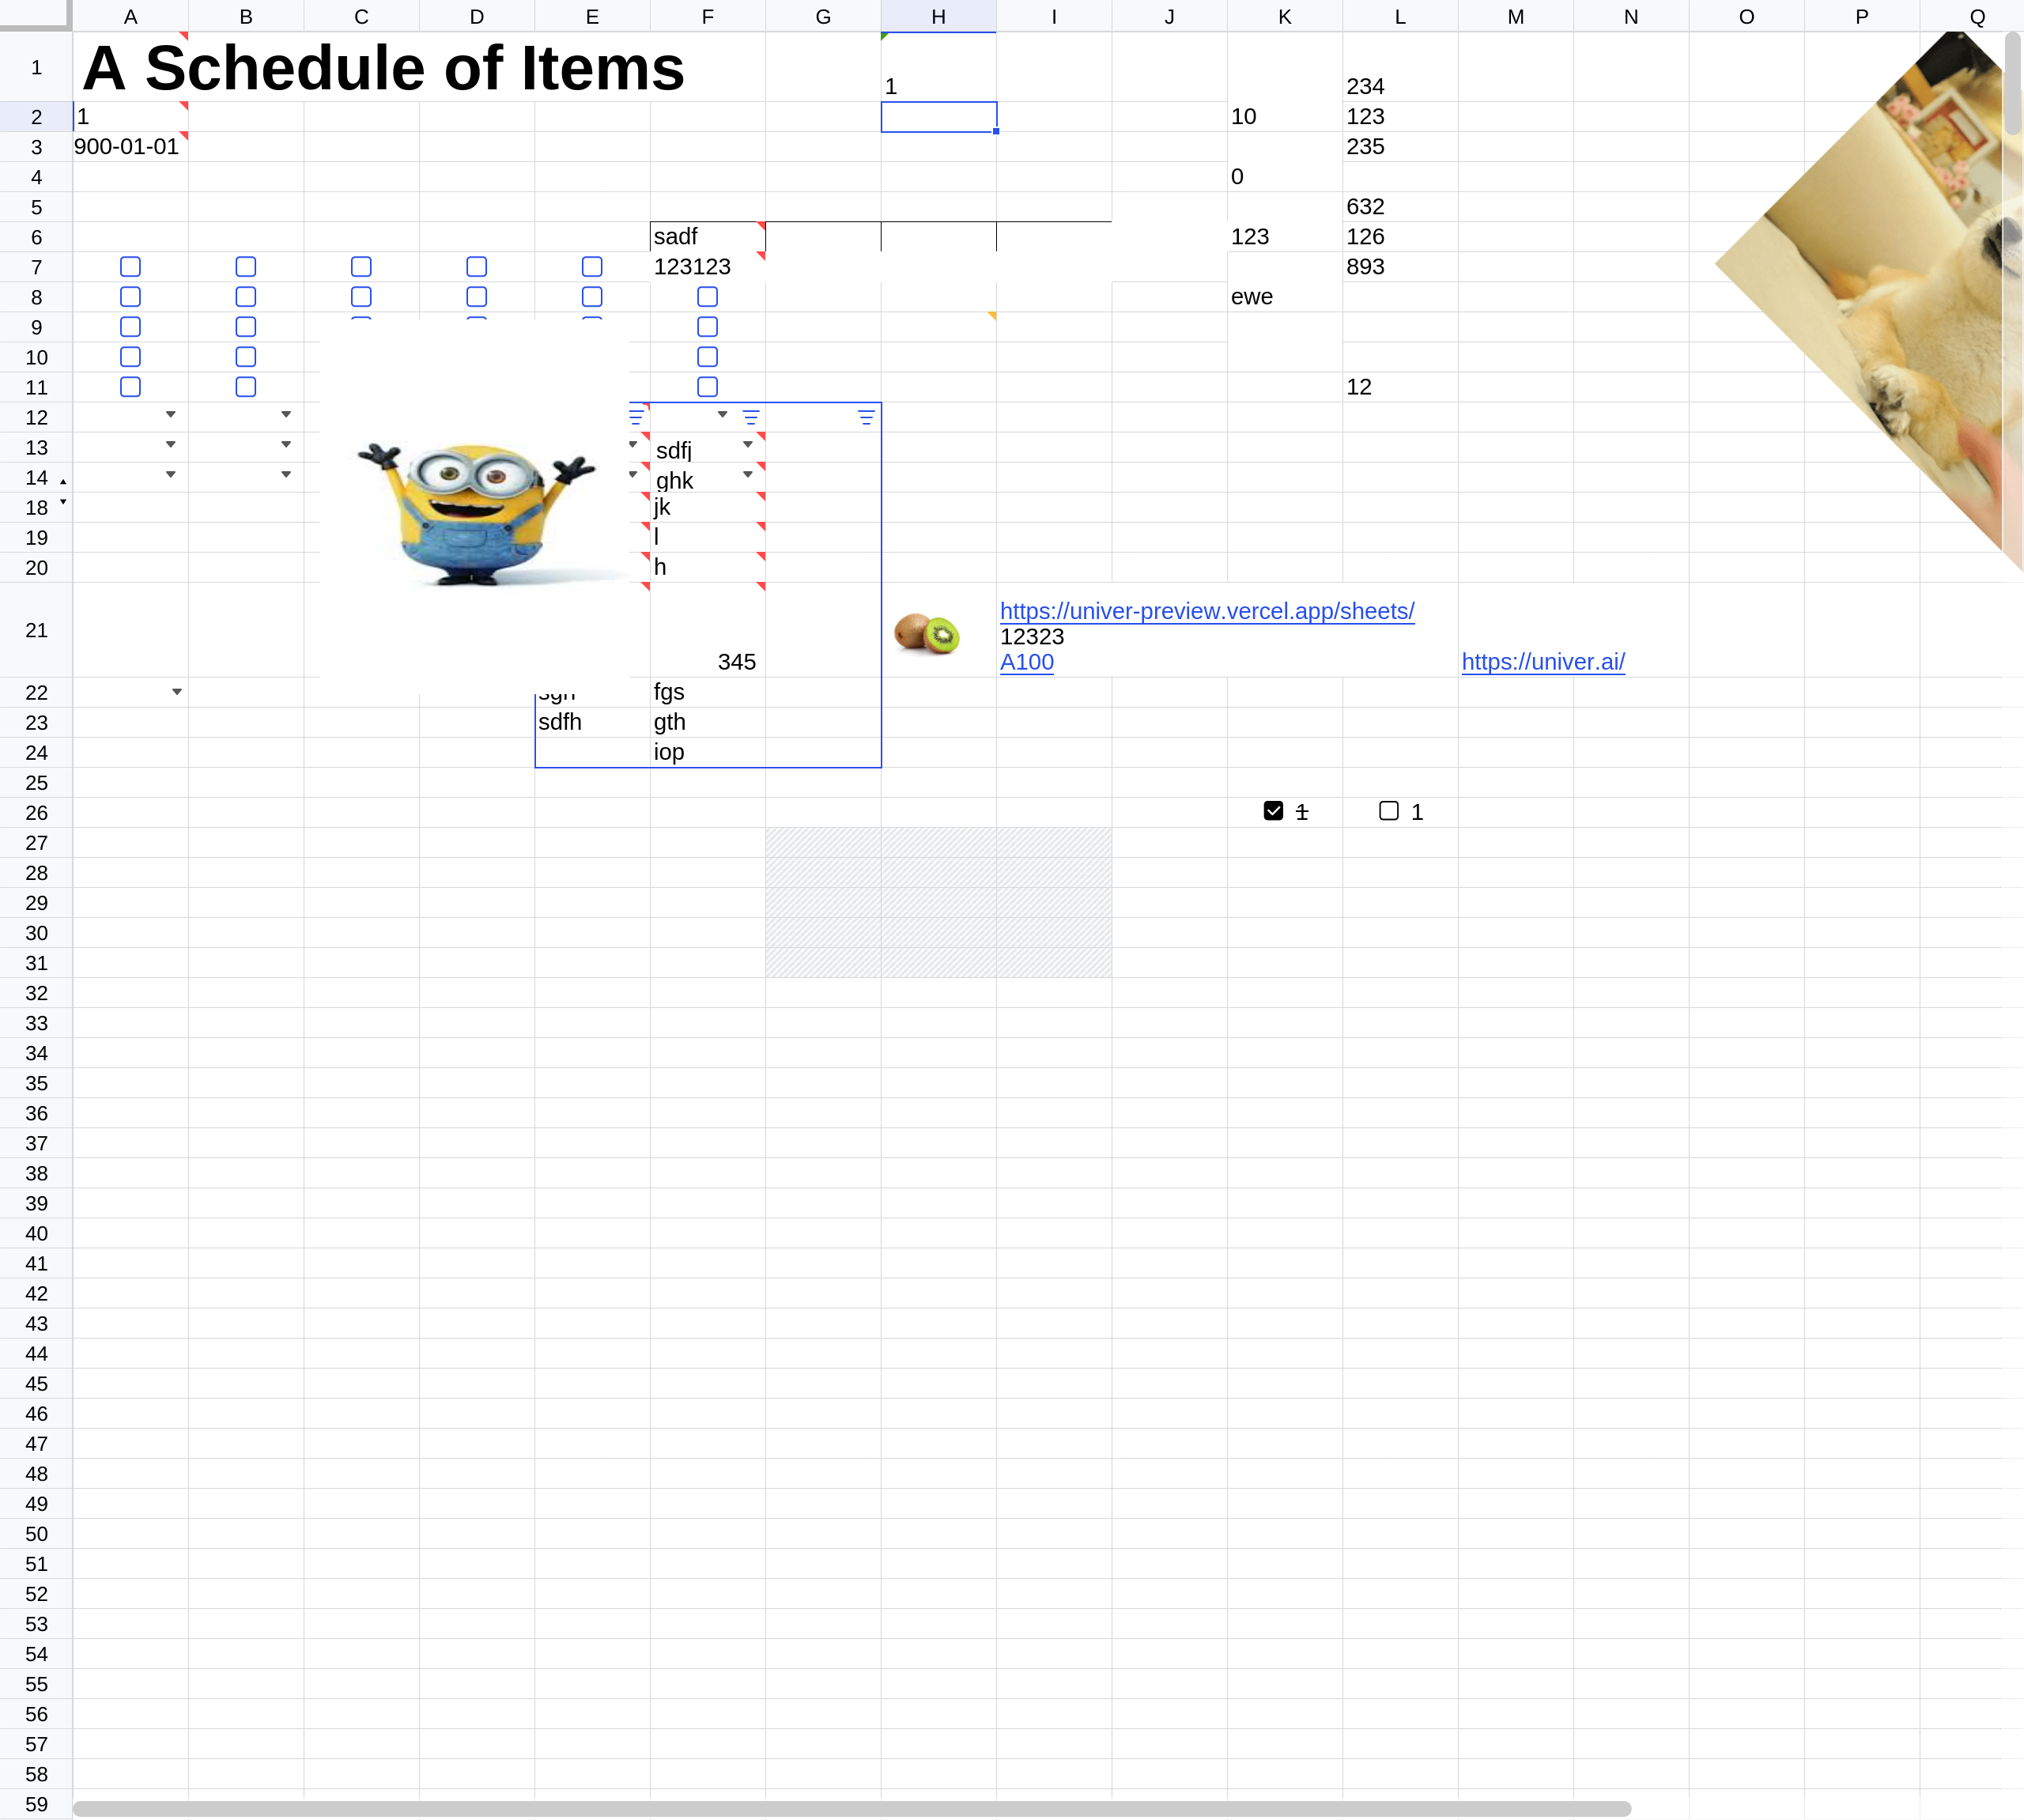 A B C D E F G H I J K L M N O P Q
1 A Schedule of Items 1 234
2 1 10 123
3 900-01-01 235
4 0
5 632
6 sadf 123 126
7 123123 893
8 ewe
9
10
11 12
12
13 sdfj
14 ghk
18 jk
19 l
20 h
https://univer-preview.vercel.app/sheets/
21 12323
345 A100 https://univer.ai/
22 fgs
23 sdfh gth
24 iop
25
26 1 1
27
28
29
30
31
32
33
34
35
36
37
38
39
40
41
42
43
44
45
46
47
48
49
50
51
52
53
54
55
56
57
58
59